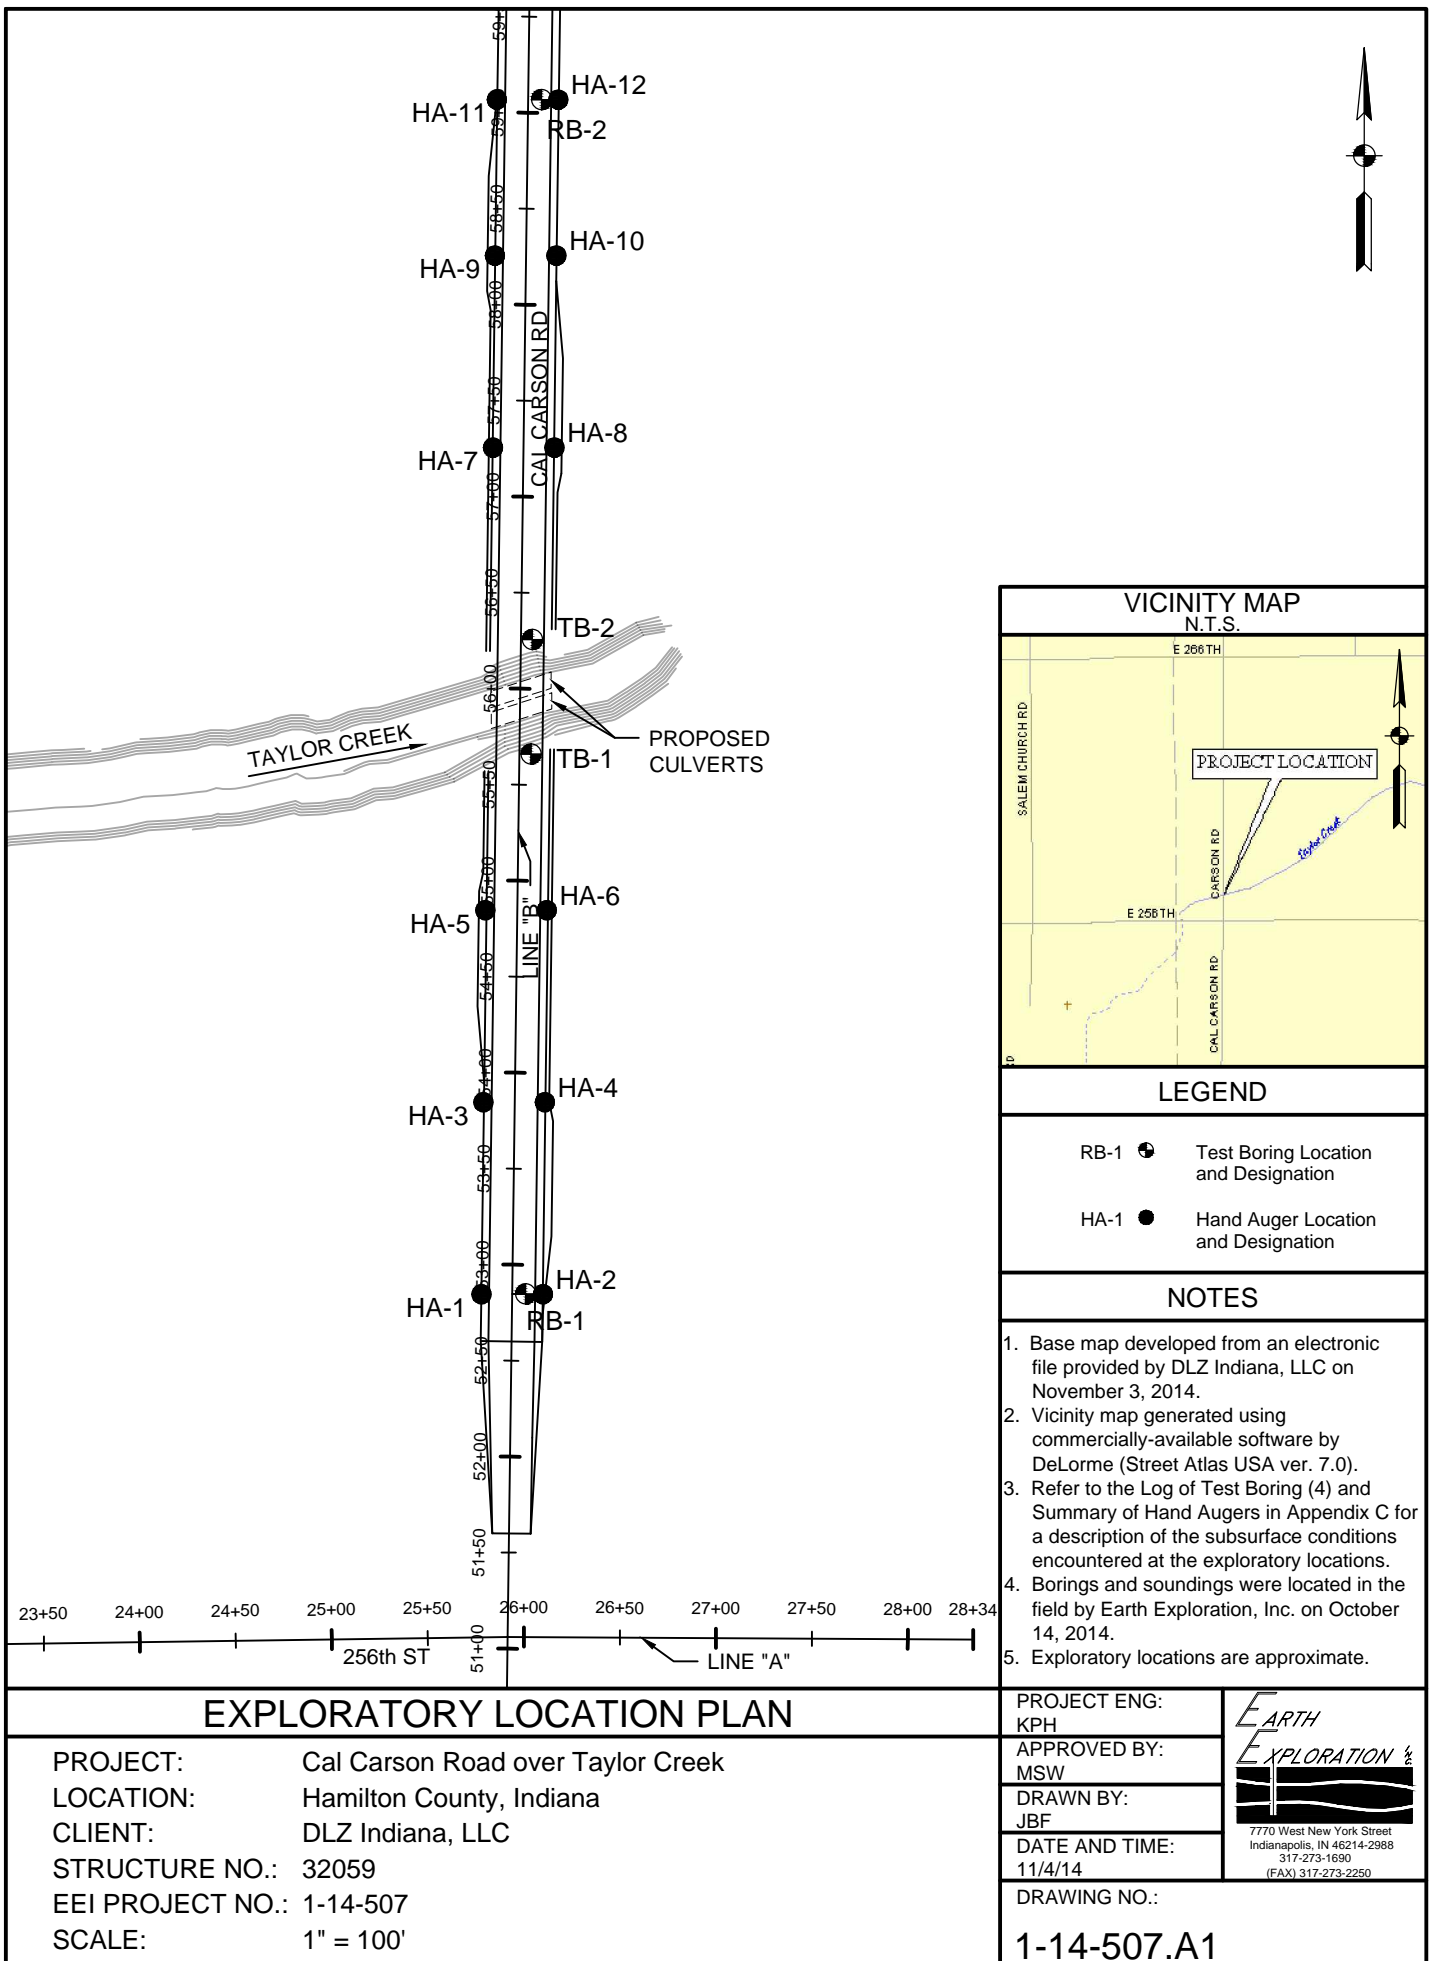 59+
HA-11
HA-12
59+
RB-2
58+50
HA-9
HA-10
58+00
CAL CARSON RD
57+50
HA-7
HA-8
57+00
56+50
TB-2
56+00
TAYLOR CREEK
PROPOSED
CULVERTS
TB-1
55+50
55+00
HA-5
HA-6
LINE "B"
54+50
54+00
HA-3
HA-4
53+50
53+00
HA-1
HA-2
RB-1
52+50
52+00
51+50
23+50 24+00 24+50 25+00 25+50 26+00 26+50 27+00 27+50 28+00 28+34
51+00
256th ST
LINE "A"
VICINITY MAP
N.T.S.
E 266TH
SALEM CHURCH RD
PROJECT LOCATION
Taylor Creek
CARSON RD
E 256TH
CAL CARSON RD
RD
LEGEND
RB-1 Test Boring Location
and Designation
HA-1 Hand Auger Location
and Designation
NOTES
1. Base map developed from an electronic
file provided by DLZ Indiana, LLC on
November 3, 2014.
2. Vicinity map generated using
commercially-available software by
DeLorme (Street Atlas USA ver. 7.0).
3. Refer to the Log of Test Boring (4) and
Summary of Hand Augers in Appendix C for
a description of the subsurface conditions
encountered at the exploratory locations.
4. Borings and soundings were located in the
field by Earth Exploration, Inc. on October
14, 2014.
5. Exploratory locations are approximate.
EXPLORATORY LOCATION PLAN
PROJECT: Cal Carson Road over Taylor Creek
LOCATION: Hamilton County, Indiana
CLIENT: DLZ Indiana, LLC
STRUCTURE NO.: 32059
EEI PROJECT NO.: 1-14-507
SCALE: 1" = 100'
PROJECT ENG:
KPH
APPROVED BY:
MSW
DRAWN BY:
JBF
DATE AND TIME:
11/4/14
EARTH
EXPLORATION INC
7770 West New York Street
Indianapolis, IN 46214-2988
317-273-1690
(FAX) 317-273-2250
DRAWING NO.:
1-14-507.A1